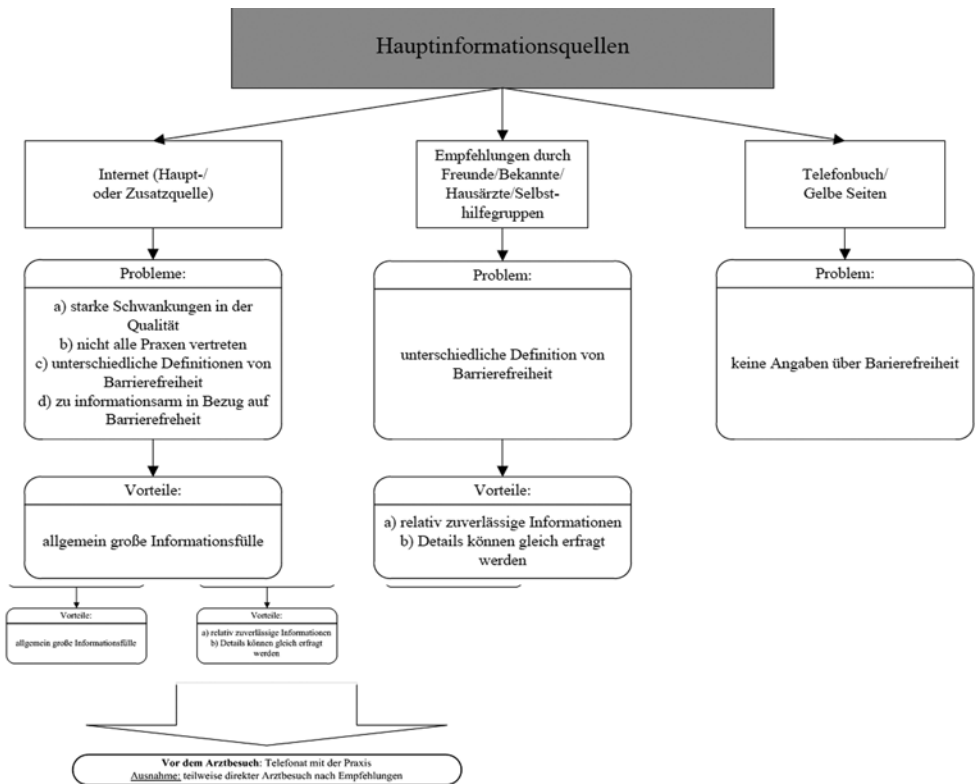 Hauptinformationsquellen
Internet (Haupt-/
oder Zusatzquelle)
Empfehlungen durch
Freunde/Bekannte/
Hausärzte/Selbst-
hilfegruppen
Telefonbuch/
Gelbe Seiten
Probleme:
a) starke Schwankungen in der
Qualität
b) nicht alle Praxen vertreten
c) unterschiedliche Definitionen von
Barrierefreiheit
d) zu informationsarm in Bezug auf
Barrierefreheit
Problem:
unterschiedliche Definition von
Barrierefreiheit
Problem:
keine Angaben über Barierefreiheit
Vorteile:
allgemein große Informationsfülle
Vorteile:
a) relativ zuverlässige Informationen
b) Details können gleich erfragt
werden
Vorteile:
allgemein große Informationsfülle
Vorteile:
a) relativ zuverlässige Informationen
b) Details können gleich erfragt
werden
Vor dem Arztbesuch: Telefonat mit der Praxis
Ausnahme: teilweise direkter Arztbesuch nach Empfehlungen